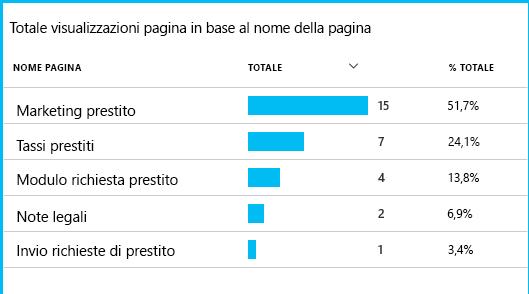 Totale visualizzazioni pagina in base al nome della pagina
NOME PAGINA TOTALE % TOTALE
Marketing prestito 15 51,7%
Tassi prestiti 7 24,1%
Modulo richiesta prestito 4 13,8%
Note legali 2 6,9%
Invio richieste di prestito 1 3,4%